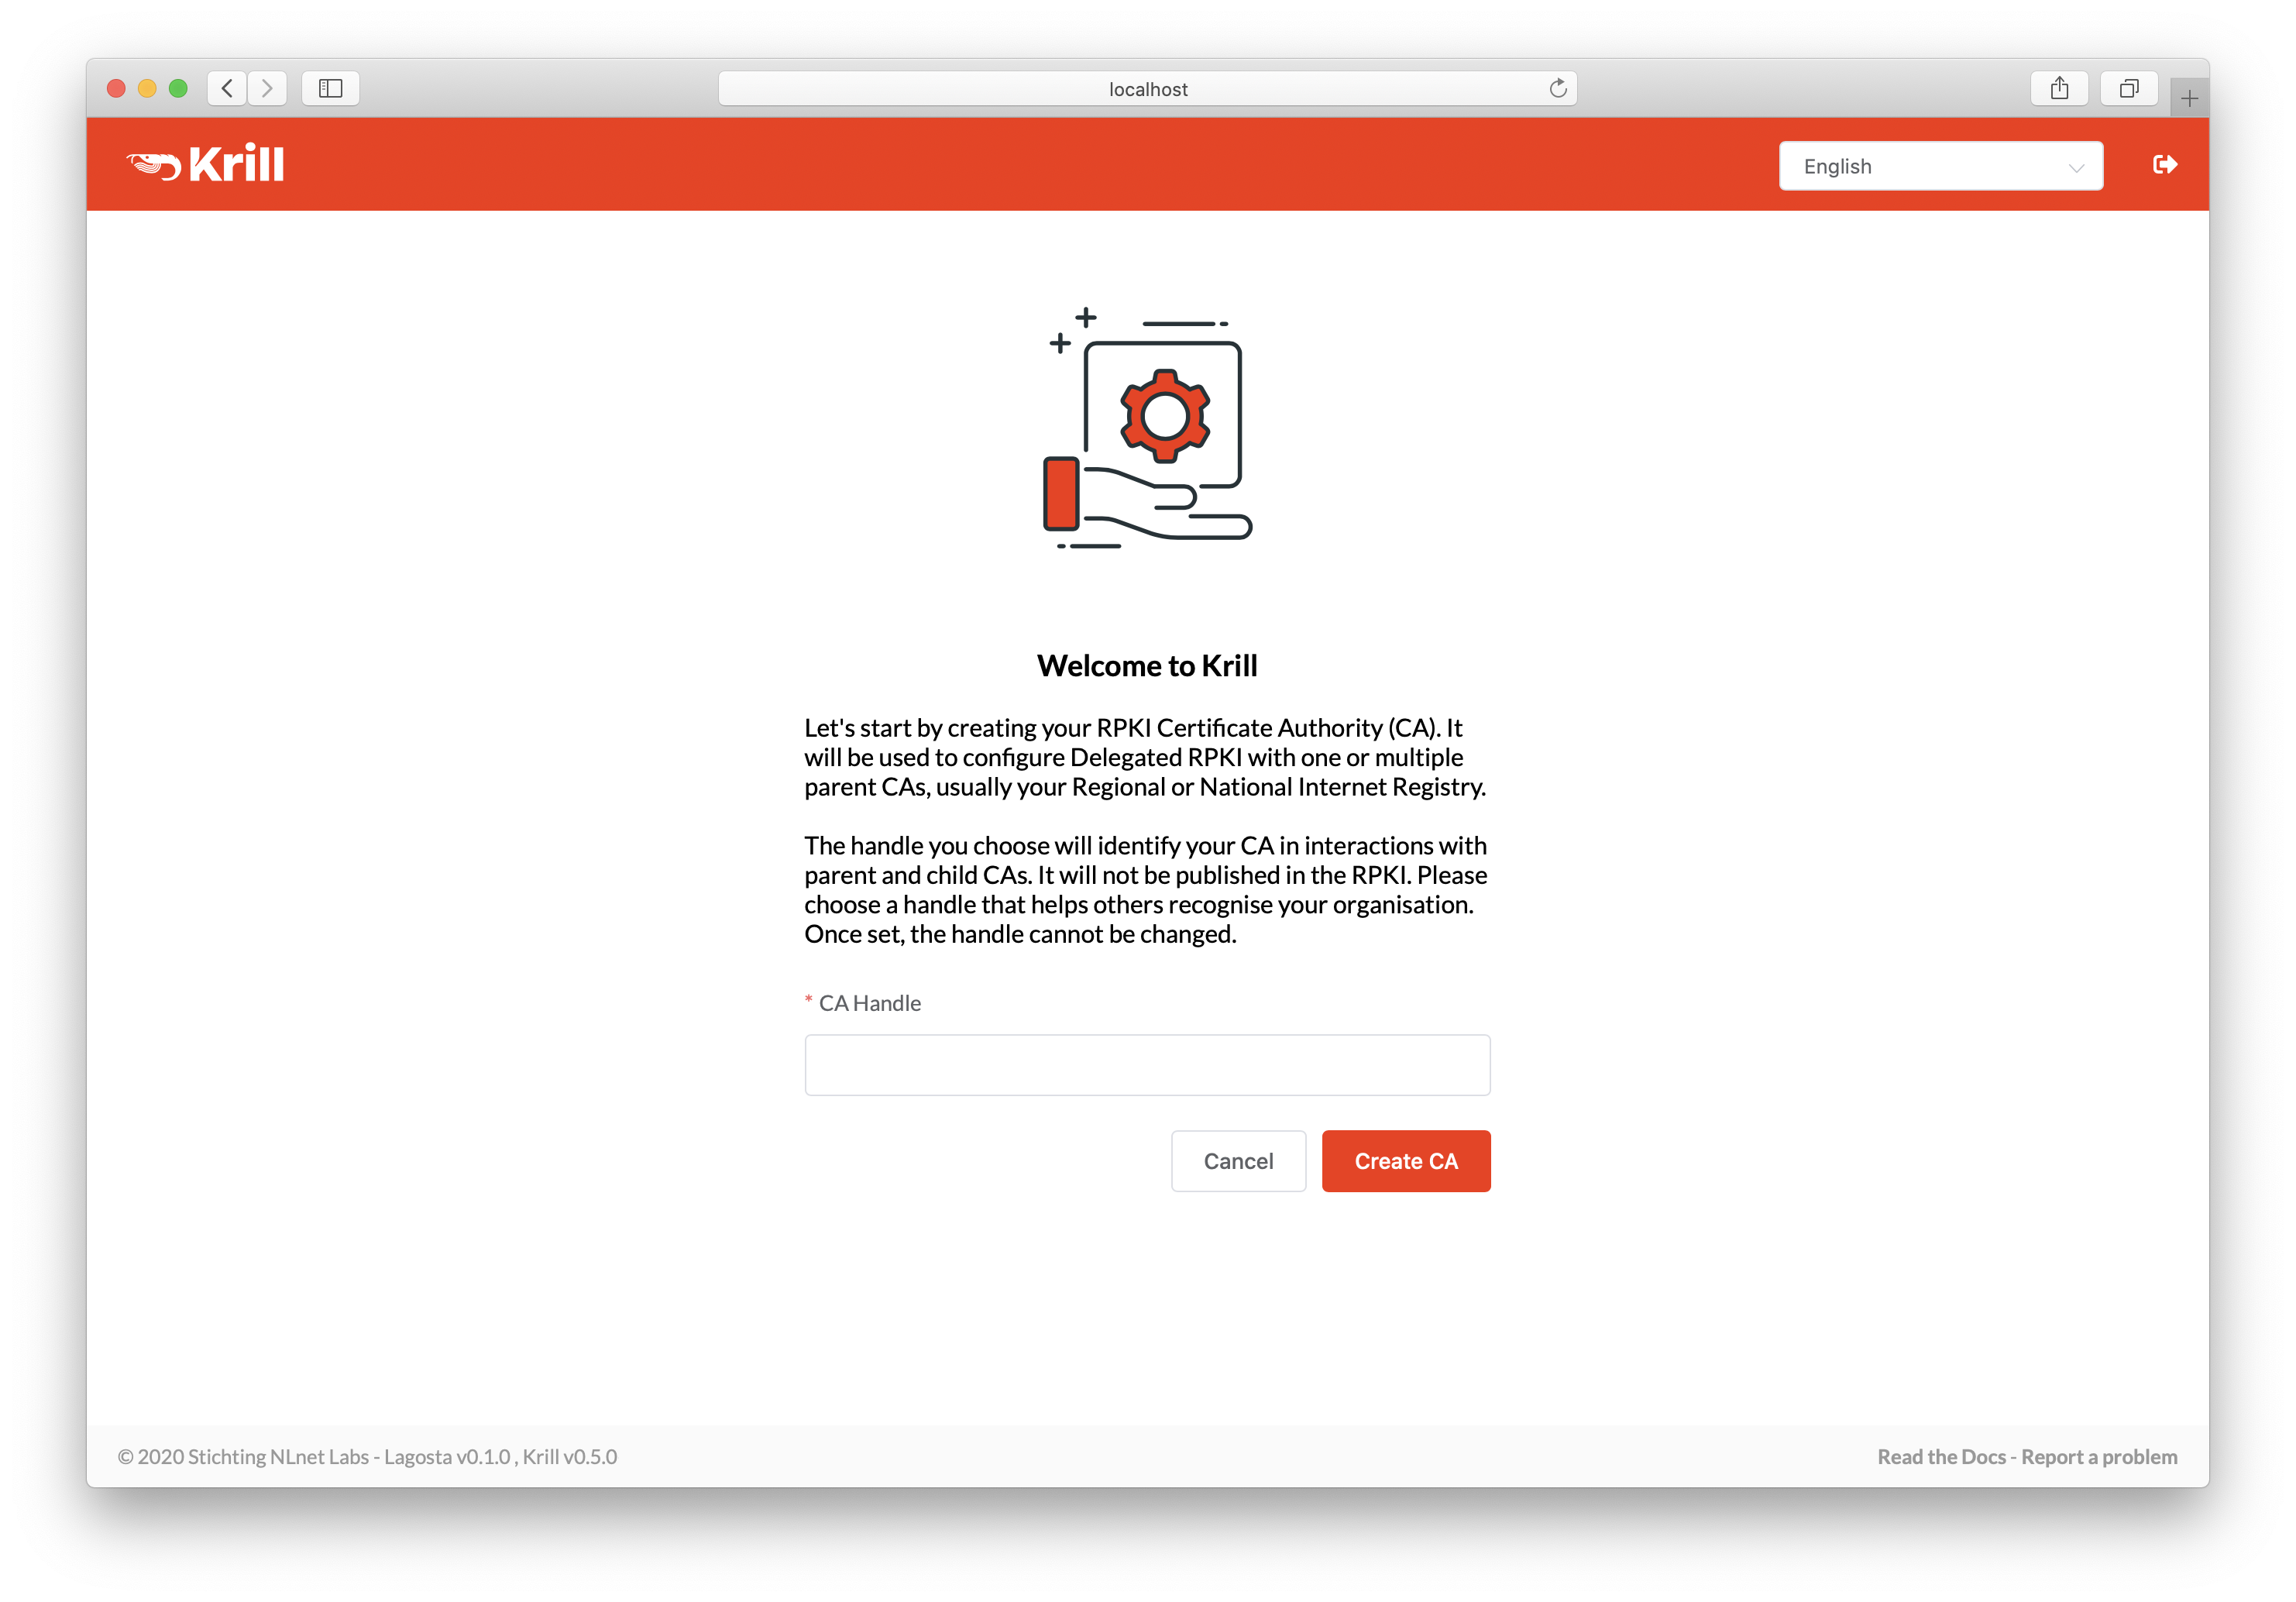 localhost
Krill
English
Welcome to Krill
Let's start by creating your RPKI Certificate Authority (CA). It
will be used to configure Delegated RPKI with one or multiple
parent CAs, usually your Regional or National Internet Registry.
The handle you choose will identify your CA in interactions with
parent and child CAs. It will not be published in the RPKI. Please
choose a handle that helps others recognise your organisation.
Once set, the handle cannot be changed.
* CA Handle
Cancel Create CA
© 2020 Stichting NLnet Labs - Lagosta v0.1.0 , Krill v0.5.0 Read the Docs - Report a problem